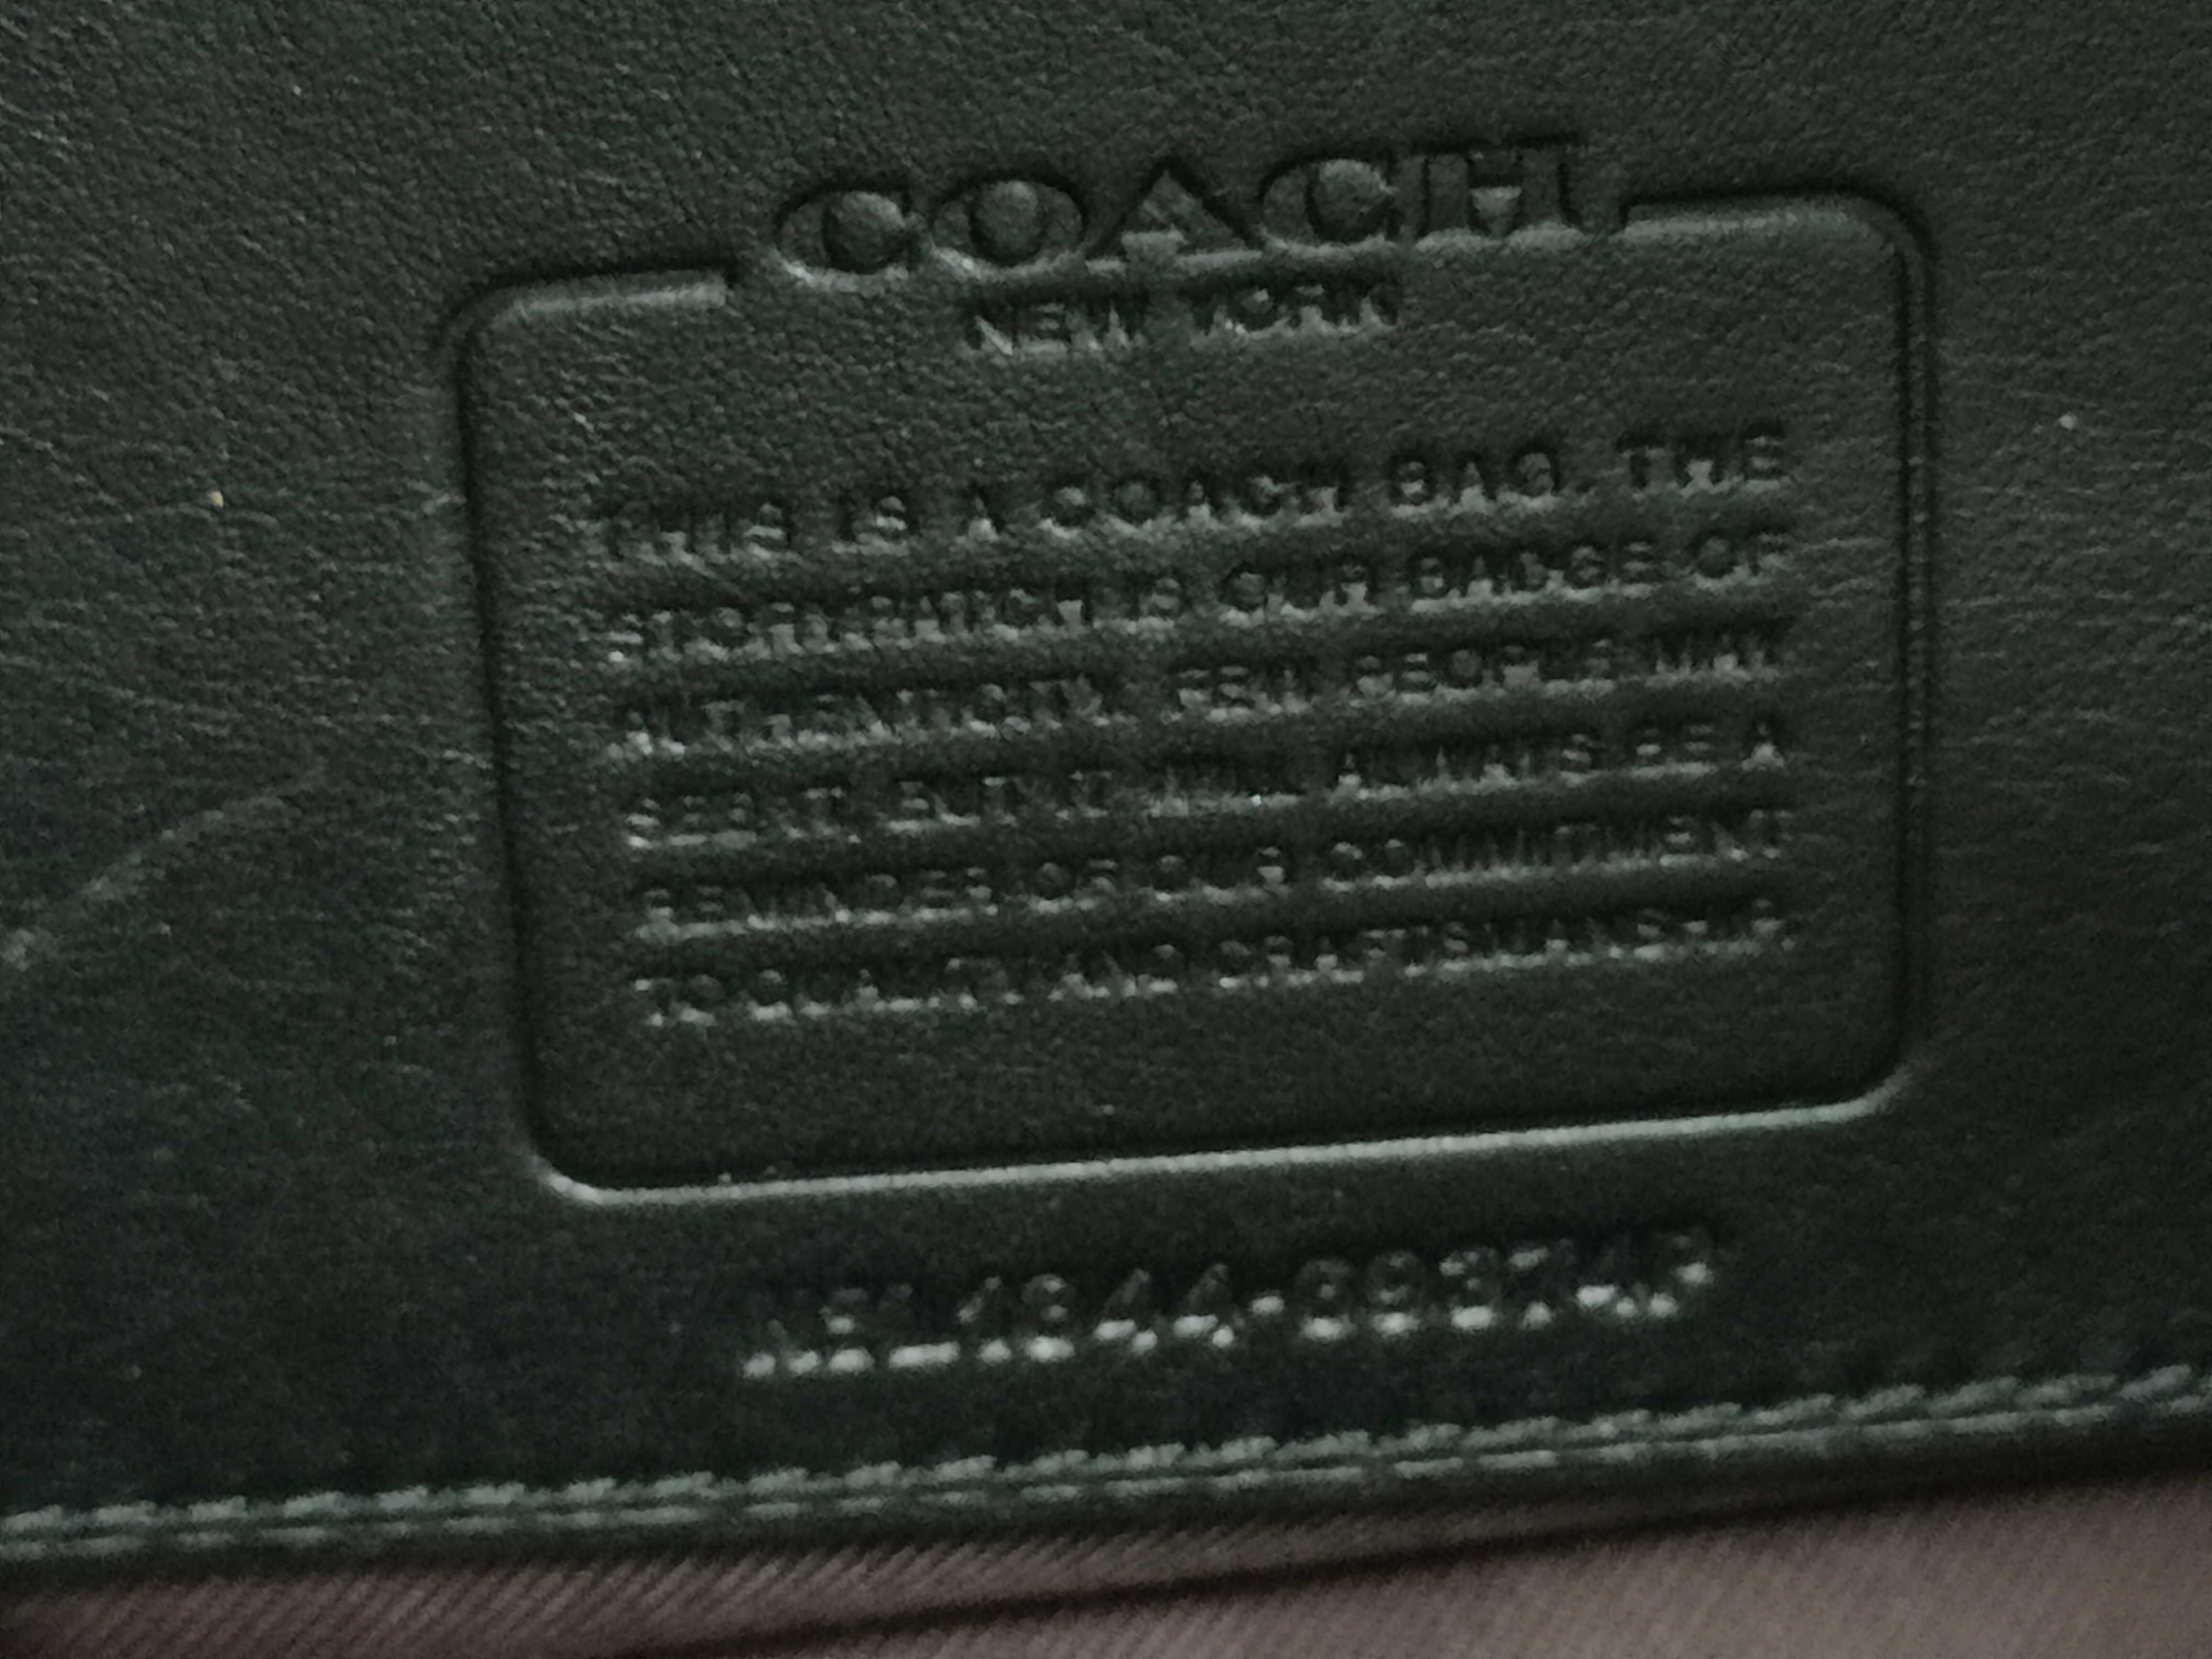 COACH
NEW YORK
THIS IS A COACH BAG. THE
STORYPATCH IS OUR BADGE OF
AUTHENTICITY. FEW PEOPLE MAY
SEE IT, BUT IT WILL ALWAYS BE A
REMINDER OF OUR COMMITMENT
TO QUALITY AND CRAFTSMANSHIP.